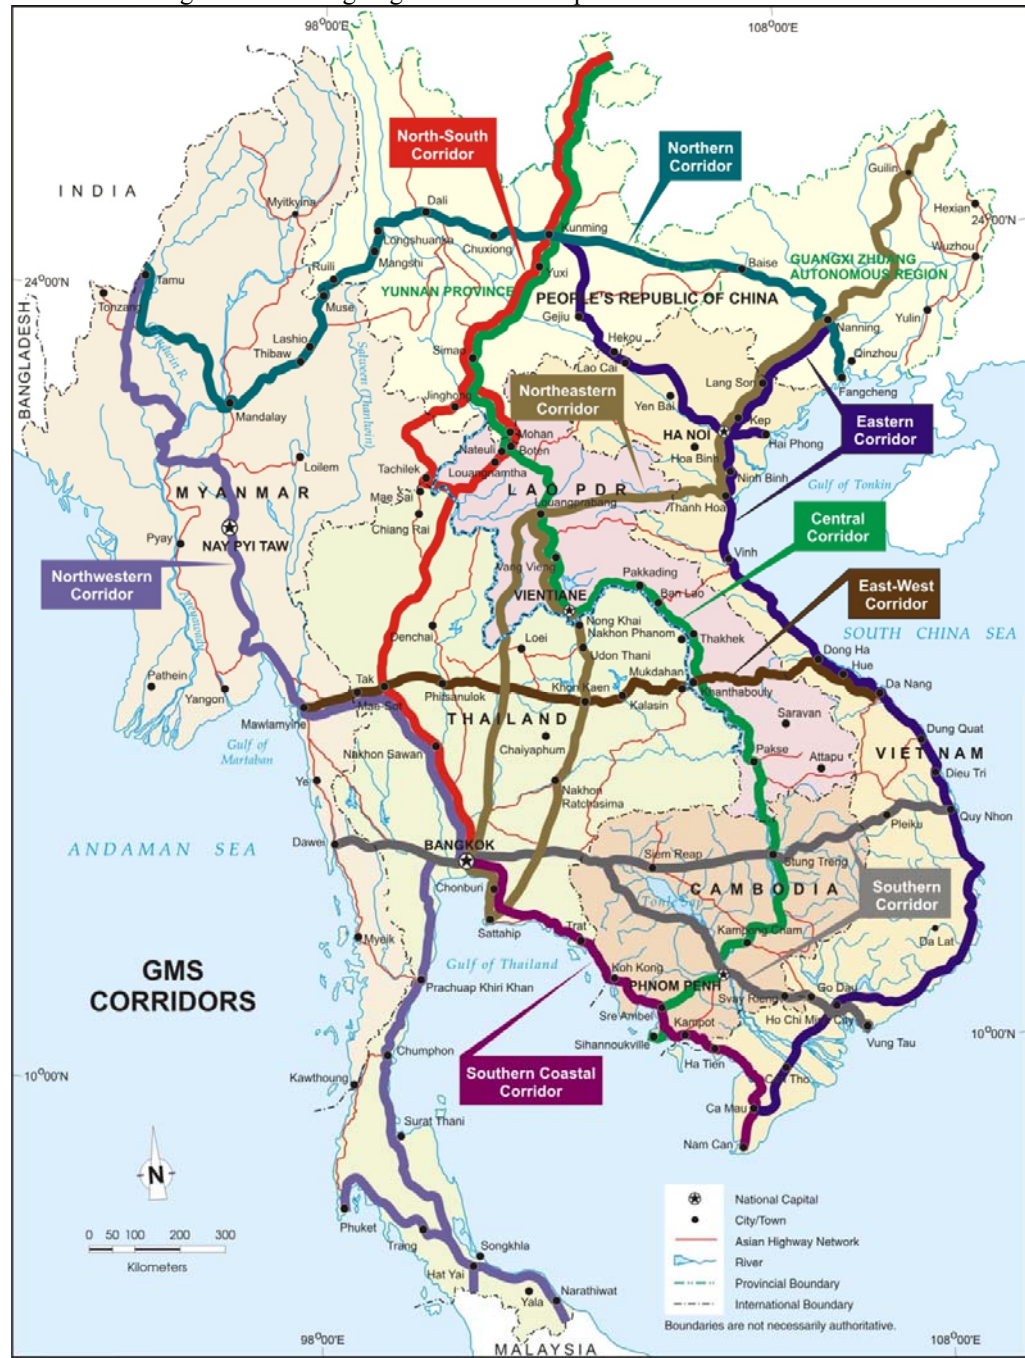 98°00'E
108°00'E
North-South
Corridor
Northern
Corridor
Guilin
INDIA
Myitkyina
Dali
Hexian
24°00'N
Kunming
Longshuanka
Chuxiong
Wuzhou
Mangshi
Baise
GUANGXI ZHUANG
AUTONOMOUS REGION
24°00'N
Tamu
Ruili
Yuxi
YUNNAN PROVINCE
PEOPLE'S REPUBLIC OF CHINA
Tonzang
Muse
Gejiu
Yulin
Nanning
BANGLADESH
Lashio
Hekou
Simao
Qinzhou
Thibaw
Lao Cai
Salween (Thanlwin)
Lang Son
Fangcheng
Northeastern
Corridor
Jinghong
Yen Bai
Mandalay
Kep
Eastern
Corridor
Mohan
HA NOI
Hai Phong
Nateuil
Boten
Hoa Binh
Loilem
Tachilek
Louangnamtha
Ninh Binh
Gulf of Tonkin
MYANMAR
LAO PDR
Mae Sai
Louangprabang
Thanh Hoa
Chiang Rai
Central
Corridor
NAY PYI TAW
Pyay
Vinh
Northwestern
Corridor
Vang Vieng
Pakkading
East-West
Corridor
VIENTIANE
Ban Lao
Nong Khai
Denchai
Loei
Nakhon Phanom
Thakhek
SOUTH CHINA SEA
Udon Thani
Dong Ha
Hue
Pathein
Tak
Mukdahan
Yangon
Phitsanulok
Khon Kaen
Khanthabouly
Da Nang
Mae Sot
Kalasin
Mawlamyine
THAILAND
Saravan
Dung Quat
Gulf of
Martaban
Nakhon Sawan
Chaiyaphum
Pakse
Attapu
VIET NAM
Ye
Dieu Tri
Nakhon
Ratchasima
Quy Nhon
Pleiku
Dawei
BANGKOK
ANDAMAN SEA
Siem Reap
Stung Treng
Southern
Corridor
Chonburi
CAMBODIA
Tonle Sap
Sattahip
Trat
Kampong Cham
Da Lat
Myeik
GMS
CORRIDORS
Gulf of Thailand
Koh Kong
Prachuap Khiri Khan
PHNOM PENH
Svay Rieng
Go Dau
Sre Ambel
Ho Chi Minh City
Kampot
10°00'N
Vung Tau
Sihannoukville
Chumphon
Ha Tien
10°00'N
Kawthoung
Southern Coastal
Corridor
Can Tho
Ca Mau
Surat Thani
Nam Can
N
National Capital
City/Town
Phuket
Asian Highway Network
0 50 100 200 300
Trang
Songkhla
River
Kilometers
Hat Yai
Provincial Boundary
Narathiwat
International Boundary
Yala
Boundaries are not necessarily authoritative.
98°00'E
MALAYSIA
108°00'E